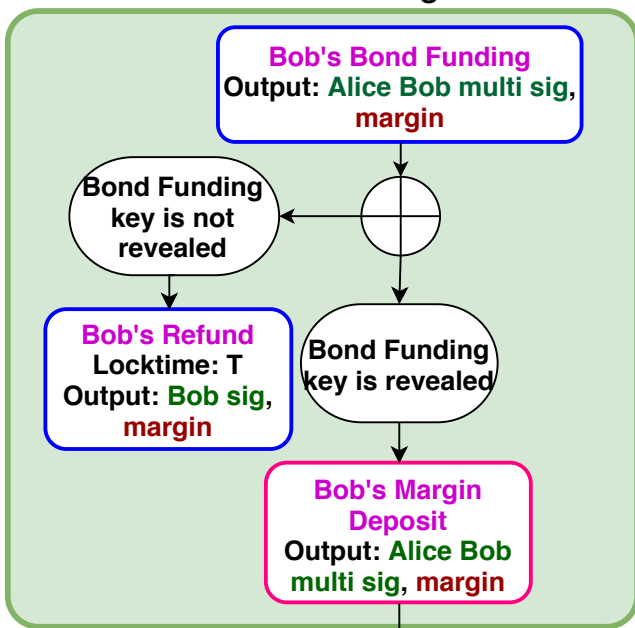 Bob's Bond Funding
Output: Alice Bob multi sig,
margin
Bond Funding
key is not
revealed
Bob's Refund
Locktime: T
Output: Bob sig,
margin
Bond Funding
key is revealed
Bob's Margin
Deposit
Output: Alice Bob
multi sig, margin